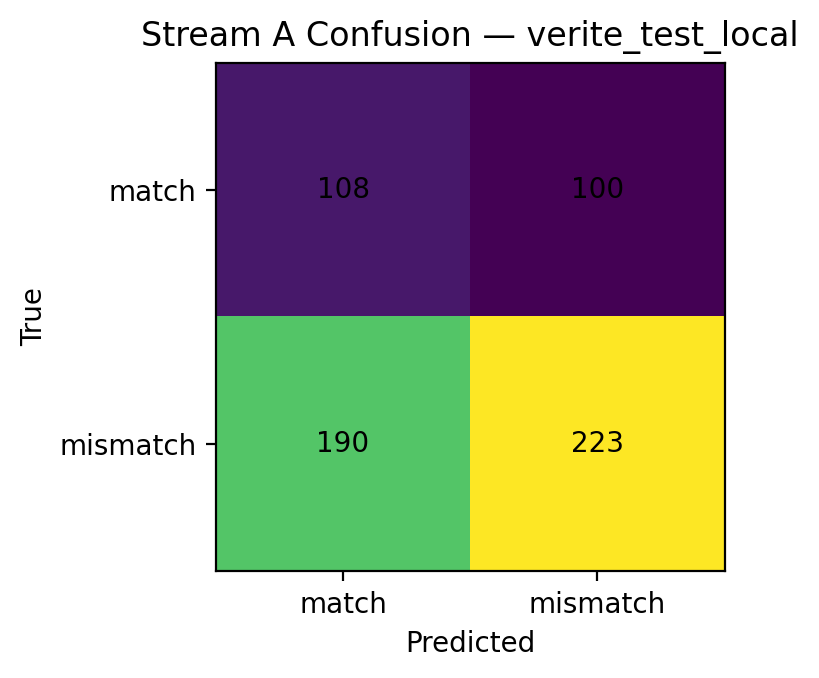 Stream A Confusion — verite_test_local
match
108
100
True
mismatch
190
223
match
mismatch
Predicted